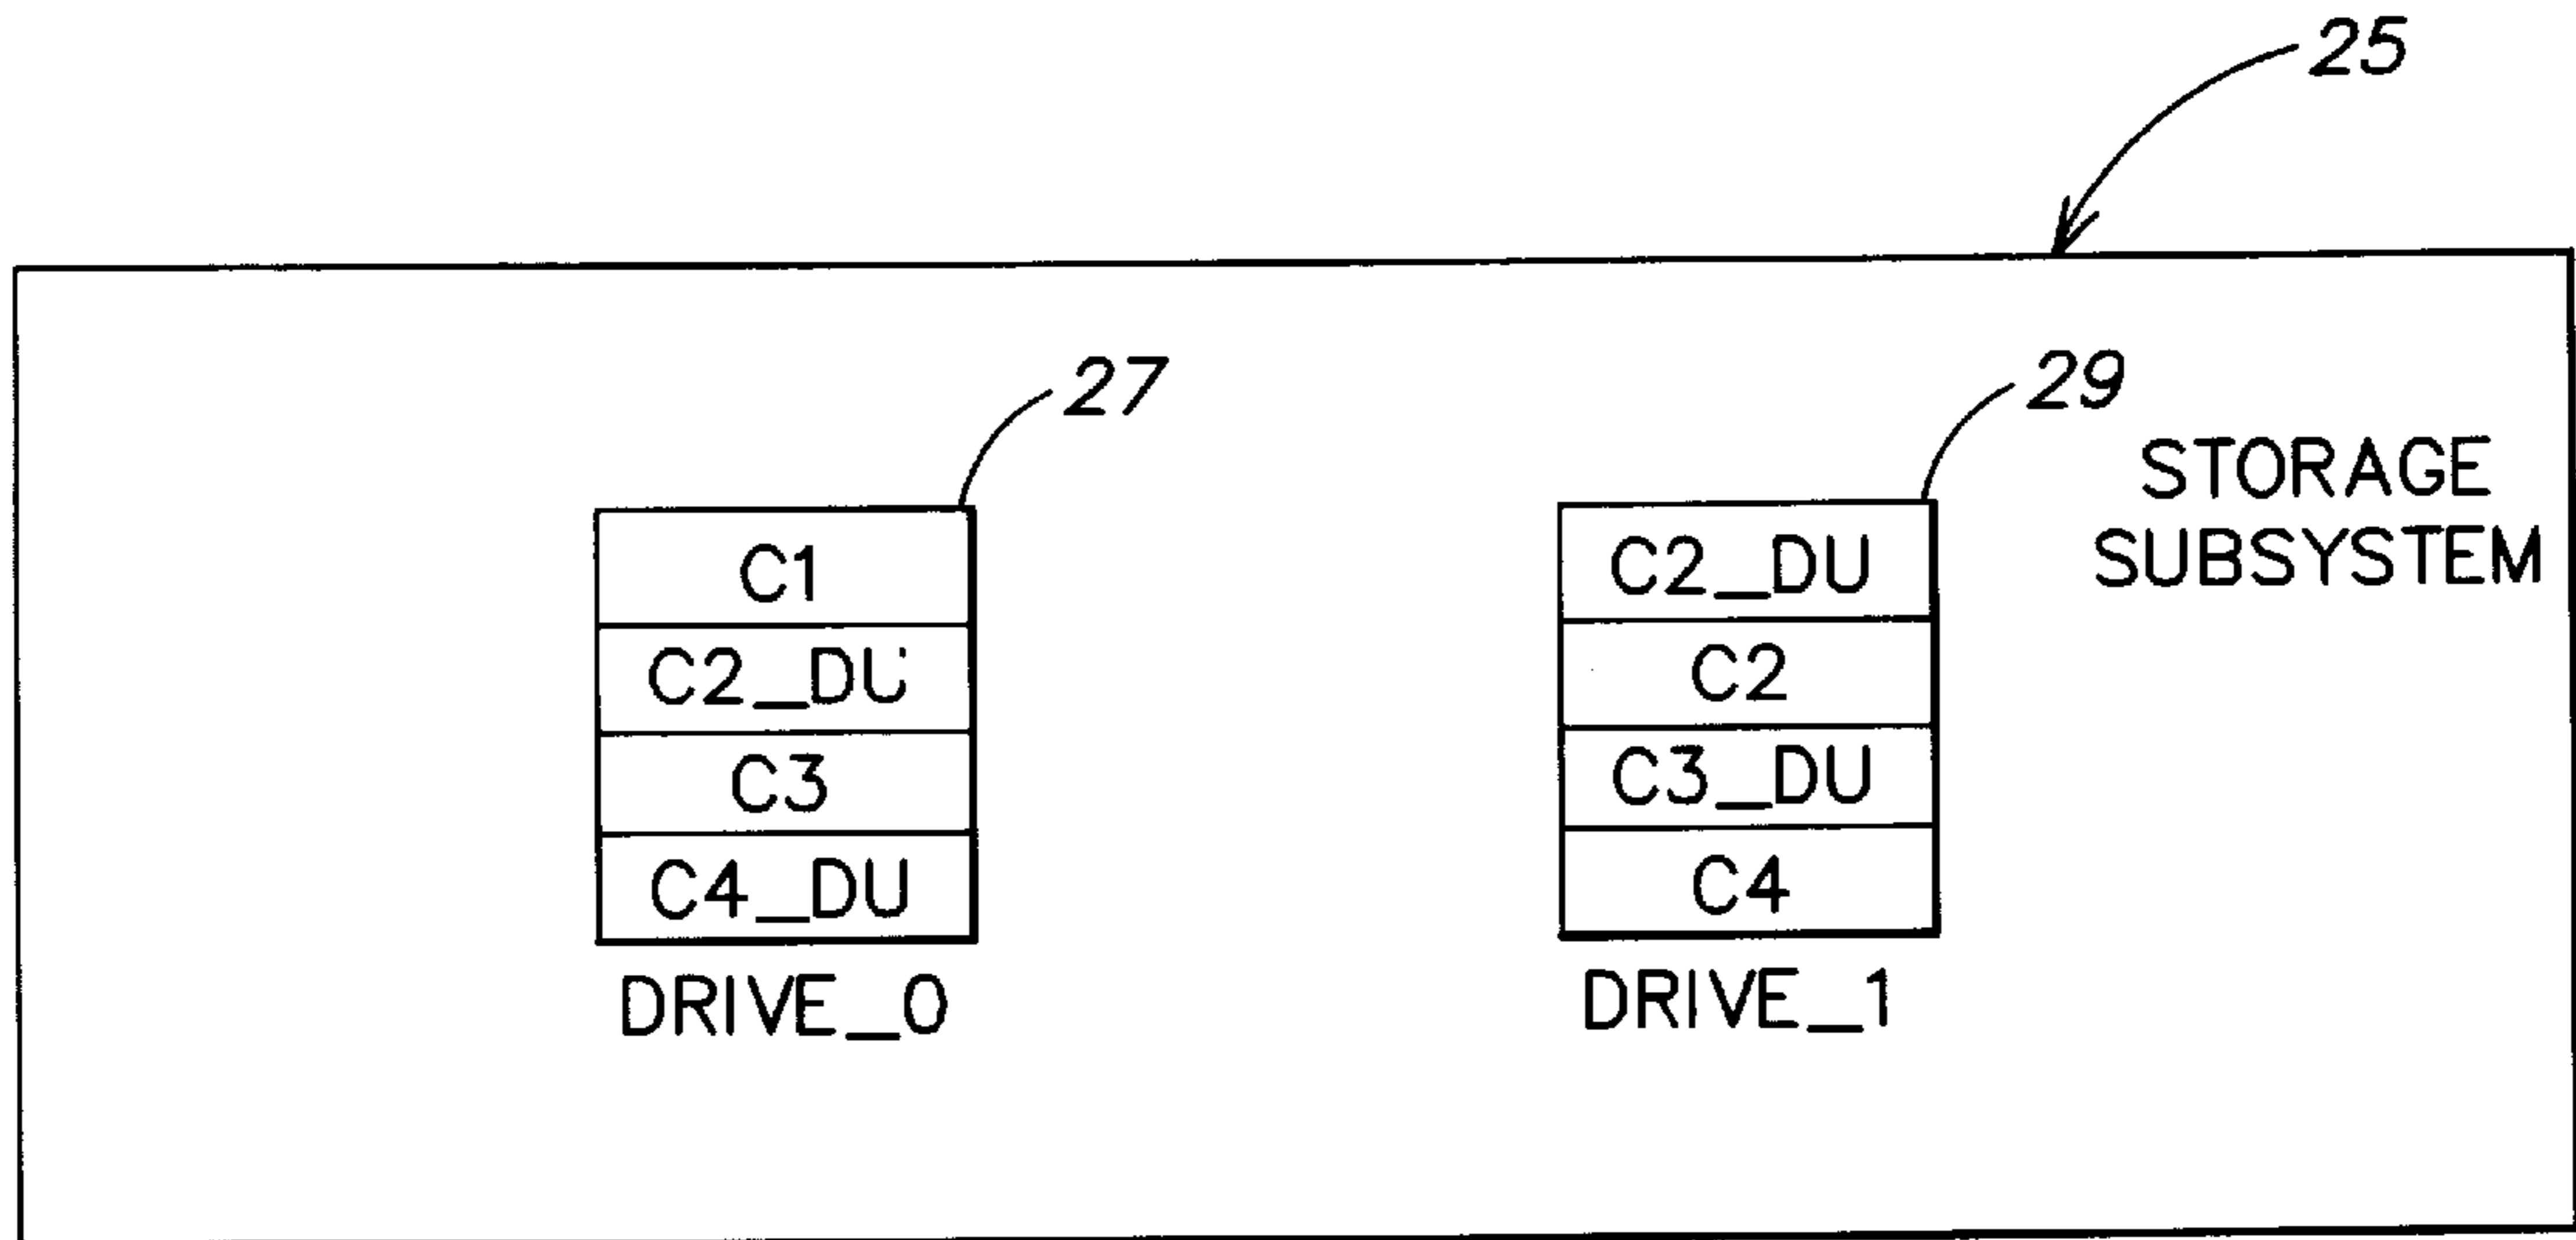 25
27
29
STORAGE
SUBSYSTEM
C1
C2_DU
C3
C4_DU
DRIVE_0
C2_DU
C2
C3_DU
C4
DRIVE_1